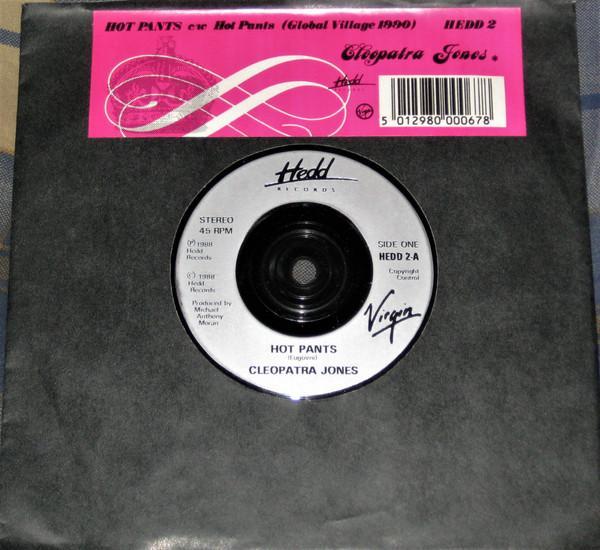 HOT PANTS c/w Hot Pants (Global Village 1990) HEDD 2
Cleopatra Jones.
Hedd
RECORDS
Virgin
5 012980 000678
Hedd
RECORDS
STEREO
45 RPM
SIDE ONE
HEDD 2-A
℗ 1988
Hedd
Records
Copyright
Control
© 1988
Hedd
Records
Produced by
Michael
Anthony
Moran
Virgin
HOT PANTS
CLEOPATRA JONES